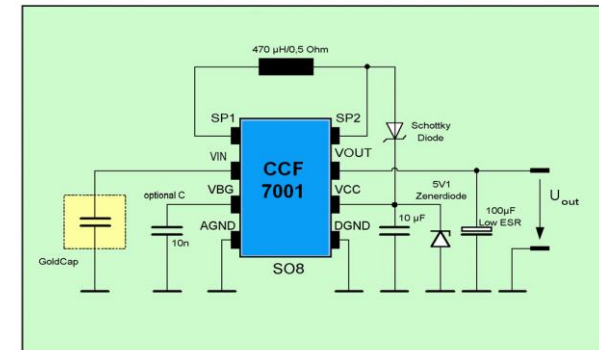 470 µH/0,5 Ohm
SP1
SP2
Schottky
Diode
VIN
VOUT
CCF
7001
optional C
VBG
VCC
5V1
Zenerdiode
10n
10 µF
100µF
Low ESR
U out
AGND
DGND
GoldCap
SO8